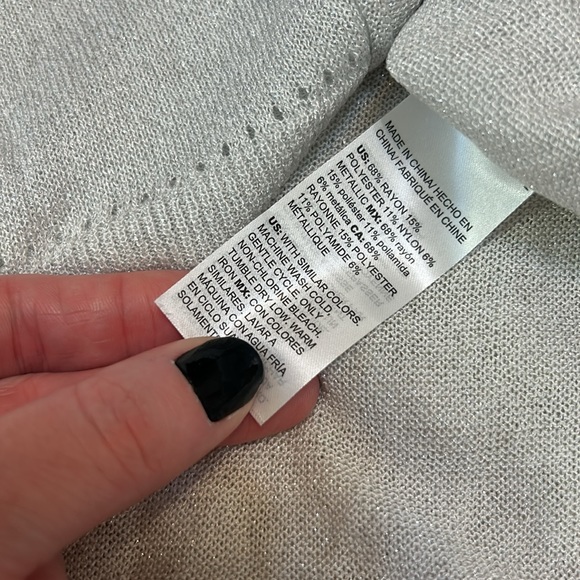 MADE IN CHINA/ HECHO EN
CHINA/ FABRIQUÉ EN CHINE
US: 68% RAYON 15%
POLYESTER 11% NYLON 6%
METALLIC MX: 68% rayón
15% poliéster 11% poliamida
6% metálica CA: 68%
RAYONNE 15% POLYESTER
11% POLYAMIDE 6%
METALLIQUE
US: WITH SIMILAR COLORS.
MACHINE WASH COLD,
GENTLE CYCLE. ONLY
NON-CHLORINE BLEACH.
TUMBLE DRY LOW. WARM
IRON MX: CON COLORES
SIMILARES. LAVAR A
MÁQUINA CON AGUA FRÍA
EN CICLO
SOLAMENT